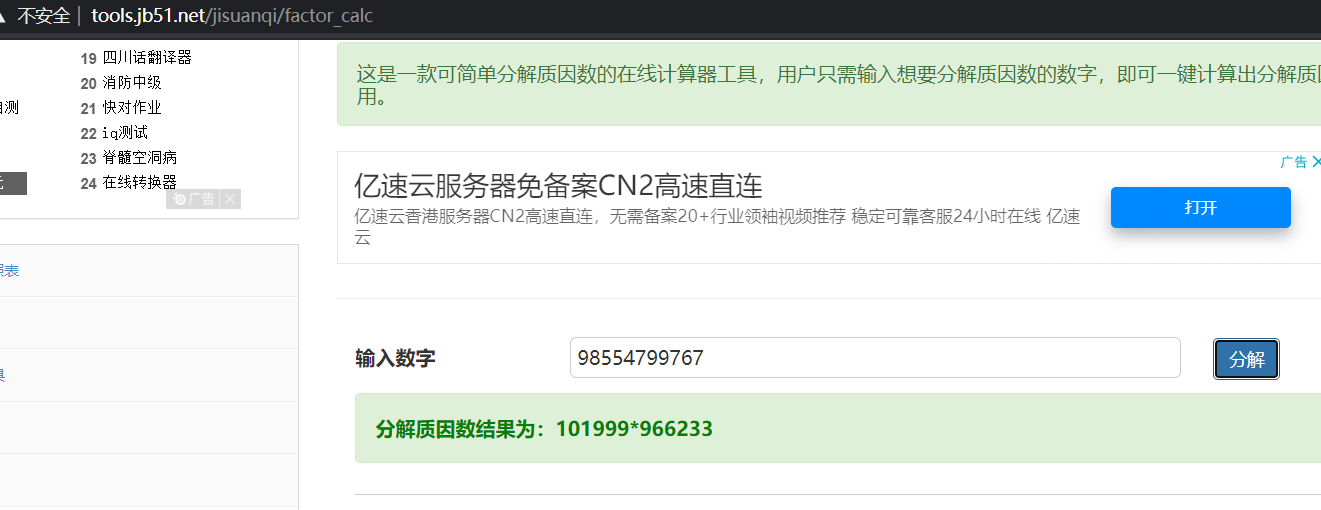 不安全 | tools.jb51.net/jisuanqi/factor_calc
19 四川话翻译器
20 消防中级
21 快对作业
22 iq测试
23 脊髓空洞病
24 在线转换器
广告
测
照表
这是一款可简单分解质因数的在线计算器工具，用户只需输入想要分解质因数的数字，即可一键计算出分解质
用。
广告
亿速云服务器免备案CN2高速直连
亿速云香港服务器CN2高速直连，无需备案20+行业领袖视频推荐 稳定可靠客服24小时在线 亿速
云
打开
输入数字
98554799767
分解
分解质因数结果为：101999*966233